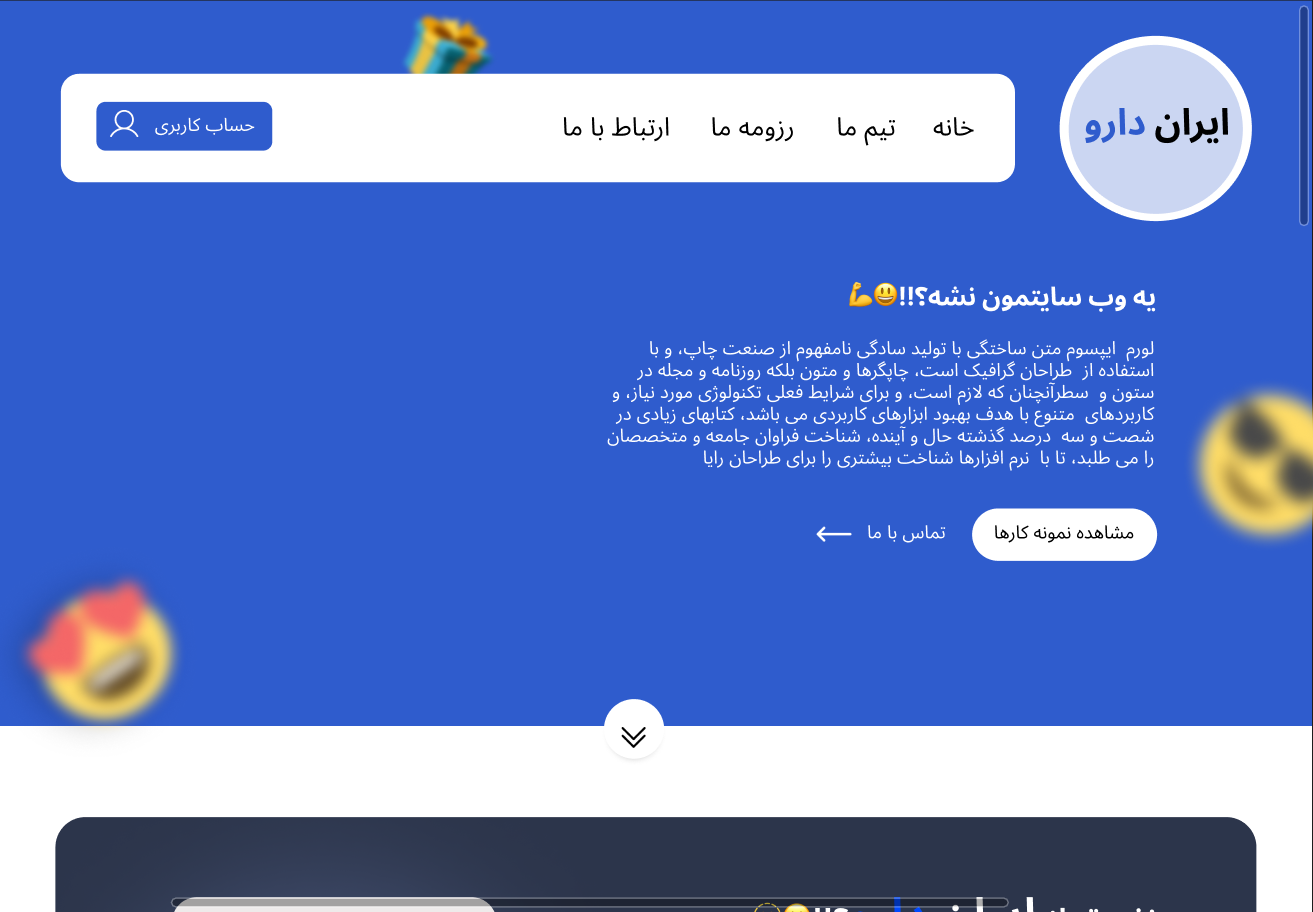 ایران دارو
خانه
تیم ما
رزومه ما
ارتباط با ما
حساب کاربری
یه وب سایتمون نشه؟!!😃💪
لورم ایپسوم متن ساختگی با تولید سادگی نامفهوم از صنعت چاپ، و با
استفاده از طراحان گرافیک است، چاپگرها و متون بلکه روزنامه و مجله در
ستون و سطرآنچنان که لازم است، و برای شرایط فعلی تکنولوژی مورد نیاز، و
کاربردهای متنوع با هدف بهبود ابزارهای کاربردی می باشد، کتابهای زیادی در
شصت و سه درصد گذشته حال و آینده، شناخت فراوان جامعه و متخصصان
را می طلبد، تا با نرم افزارها شناخت بیشتری را برای طراحان رایا
مشاهده نمونه کارها
تماس با ما